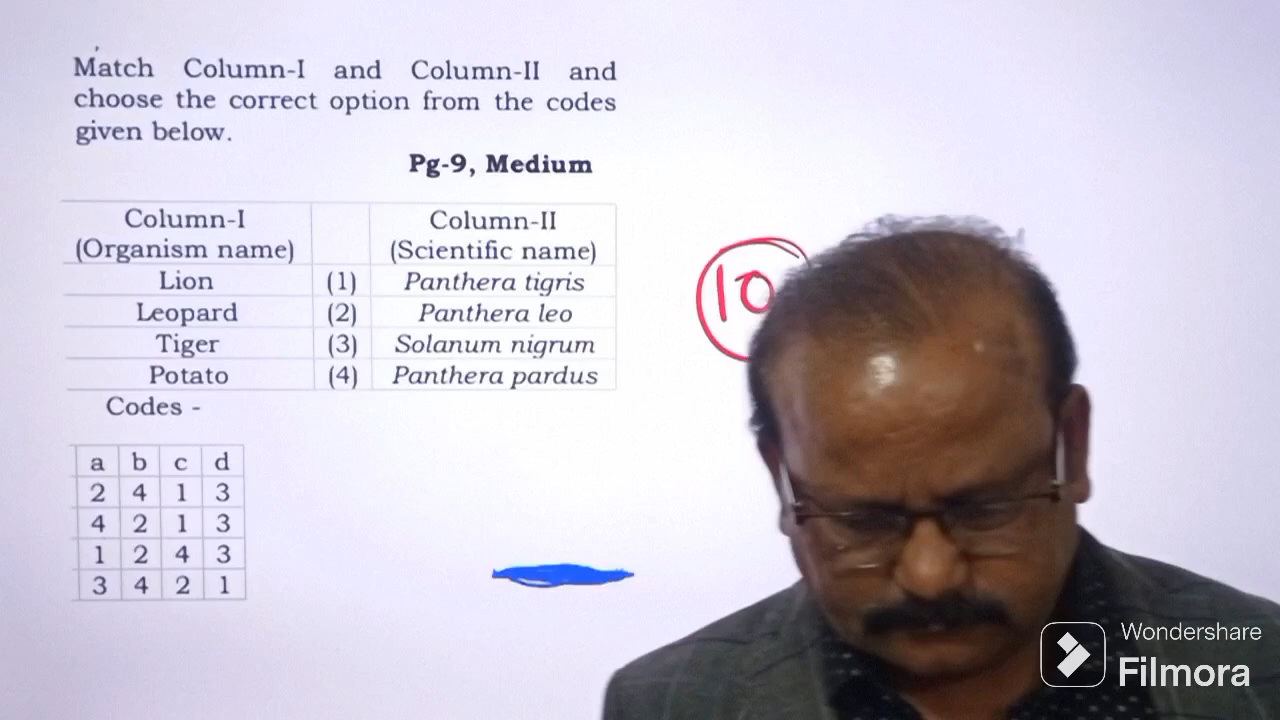 Match Column-I and Column-II and
choose the correct option from the codes
given below.
Pg-9, Medium
Column-I Column-II
(Organism name) (Scientific name)
Lion (1) Panthera tigris
Leopard (2) Panthera leo
Tiger (3) Solanum nigrum
Potato (4) Panthera pardus
Codes -
a b c d
2 4 1 3
4 2 1 3
1 2 4 3
3 4 2 1
10
Wondershare
Filmora